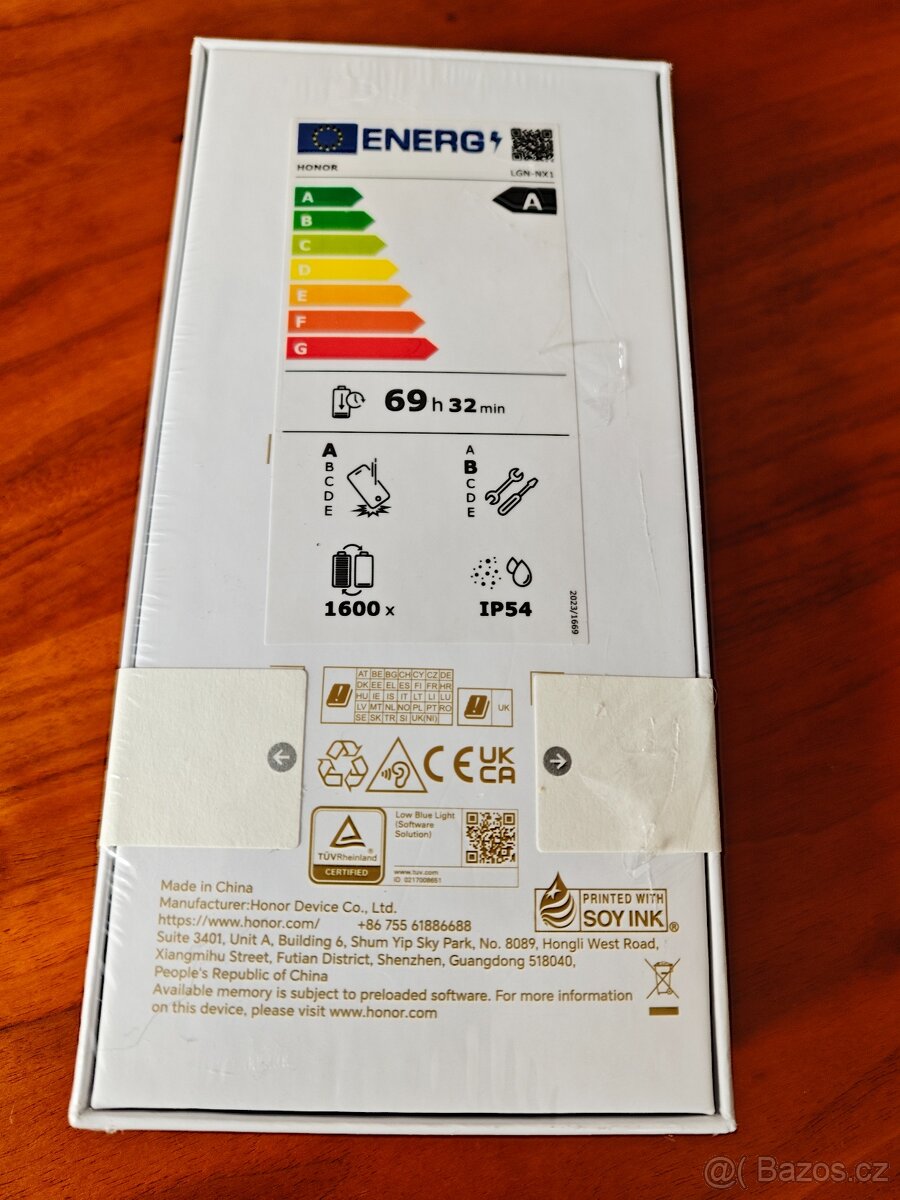 ENERG
HONOR
LGN-NX1
A
A
B
C
D
E
F
G
69 h 32 min
A
B
C
D
E
A
B
C
D
E
1600 x
IP54
2023/1669
AT BE BG CH CY CZ DE
DK EE EL ES FI FR HR
HU IE IS IT LT LI LU
LV MT NL NO PL PT RO
SE SK TR SI UK(NI)
UK
CE
UK
CA
TÜVRheinland
CERTIFIED
Low Blue Light
(Software
Solution)
www.tuv.com
ID 0217008651
Made in China
Manufacturer:Honor Device Co., Ltd.
https://www.honor.com/ +86 755 61886688
Suite 3401, Unit A, Building 6, Shum Yip Sky Park, No. 8089, Hongli West Road,
Xiangmihu Street, Futian District, Shenzhen, Guangdong 518040,
People's Republic of China
Available memory is subject to preloaded software. For more information
on this device, please visit www.honor.com
PRINTED WITH
SOY INK®
@( Bazos.cz